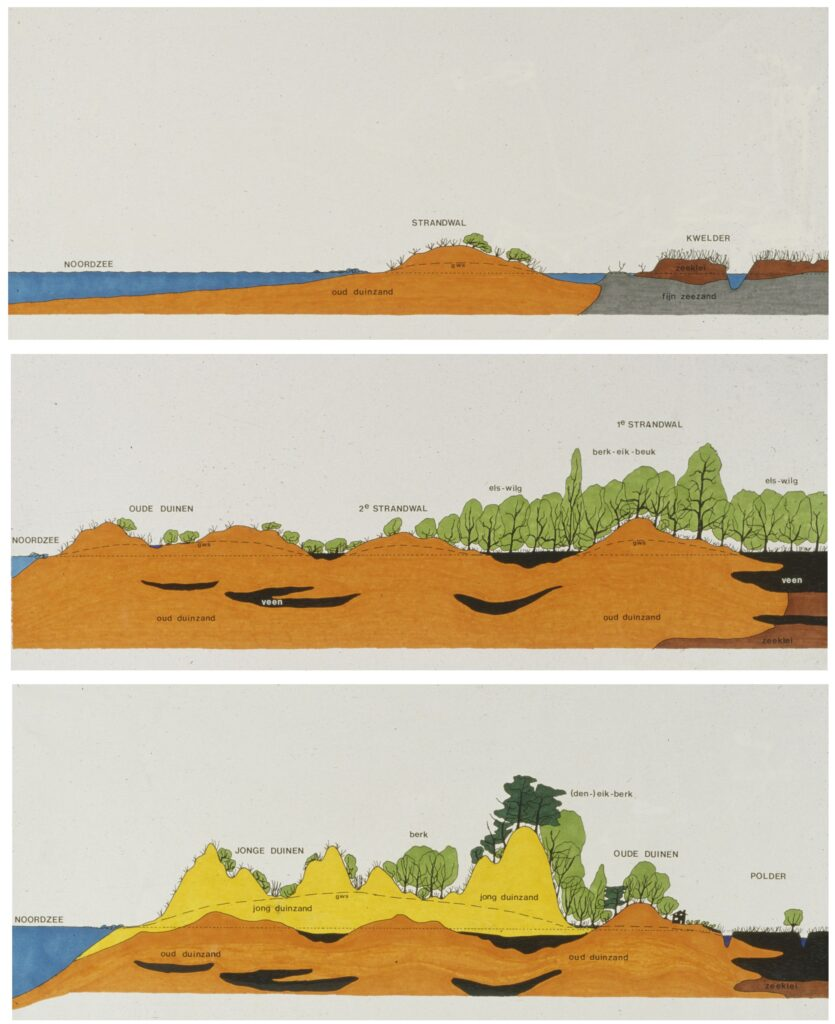 STRANDWAL
KWELDER
NOORDZEE
gws
zeeklei
oud duinzand
fijn zeezand
1e STRANDWAL
berk-eik-beuk
els-wilg
els-wilg
OUDE DUINEN
2e STRANDWAL
NOORDZEE
gws
gws
veen
veen
oud duinzand
oud duinzand
zeeklei
(den-)eik-berk
berk
JONGE DUINEN
OUDE DUINEN
POLDER
gws
jong duinzand
jong duinzand
NOORDZEE
oud duinzand
oud duinzand
zeeklei